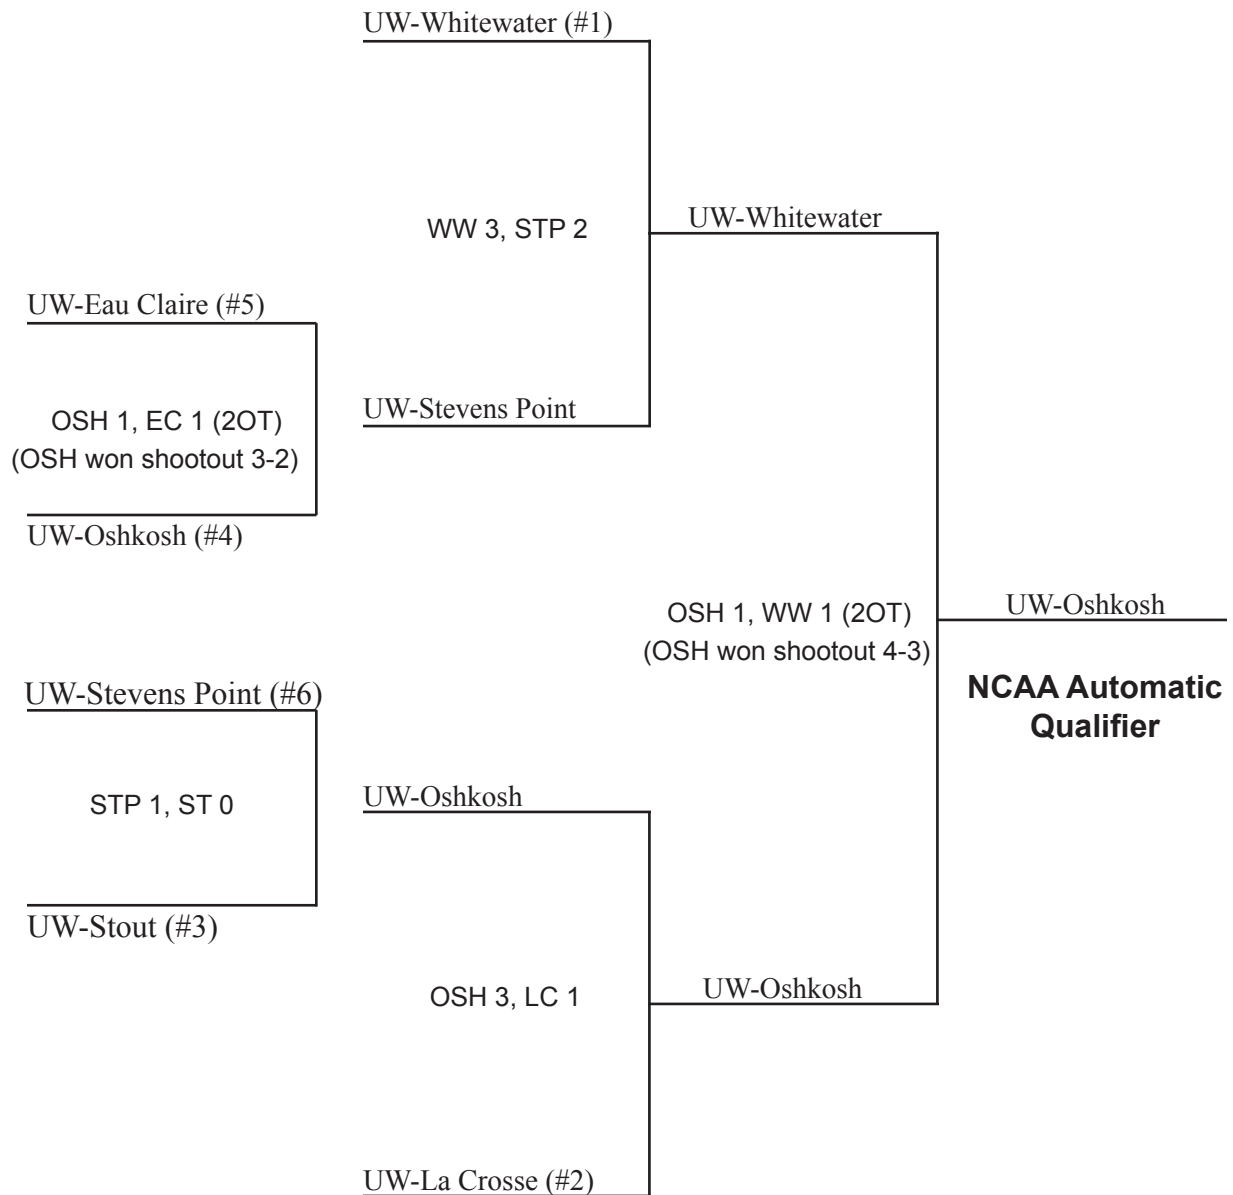 UW-Whitewater (#1)
WW 3, STP 2
UW-Whitewater
UW-Eau Claire (#5)
OSH 1, EC 1 (2OT)
(OSH won shootout 3-2)
UW-Stevens Point
UW-Oshkosh (#4)
OSH 1, WW 1 (2OT)
(OSH won shootout 4-3)
UW-Oshkosh
NCAA Automatic
Qualifier
UW-Stevens Point (#6)
STP 1, ST 0
UW-Stout (#3)
UW-Oshkosh
OSH 3, LC 1
UW-Oshkosh
UW-La Crosse (#2)